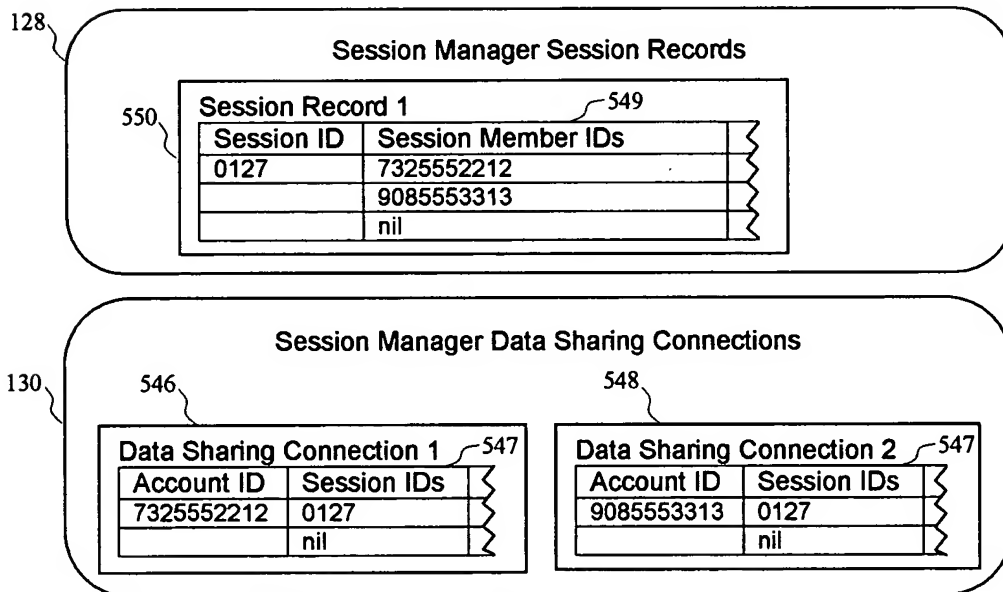 128
Session Manager Session Records
550
Session Record 1
549
Session ID Session Member IDs
0127 7325552212
9085553313
nil
Session Manager Data Sharing Connections
130
546
548
Data Sharing Connection 1
547
Account ID Session IDs
7325552212 0127
nil
Data Sharing Connection 2
547
Account ID Session IDs
9085553313 0127
nil